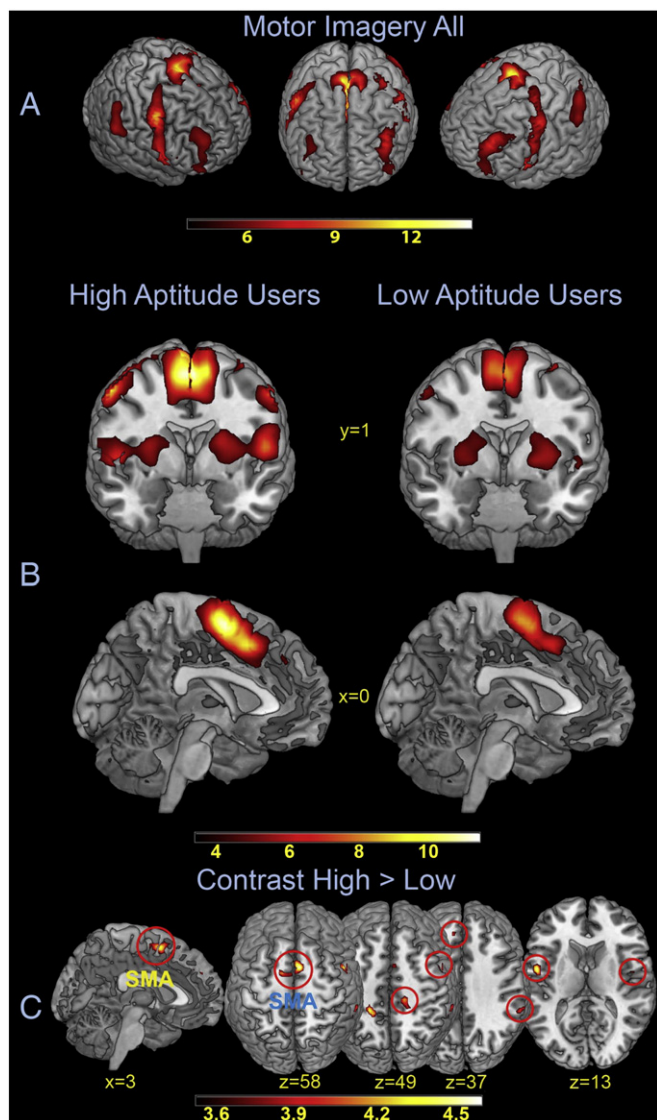 Motor Imagery All
A
6 9 12
High Aptitude Users Low Aptitude Users
y=1
B
x=0
4 6 8 10
Contrast High > Low
SMA
SMA
C
x=3 z=58 z=49 z=37 z=13
3.6 3.9 4.2 4.5